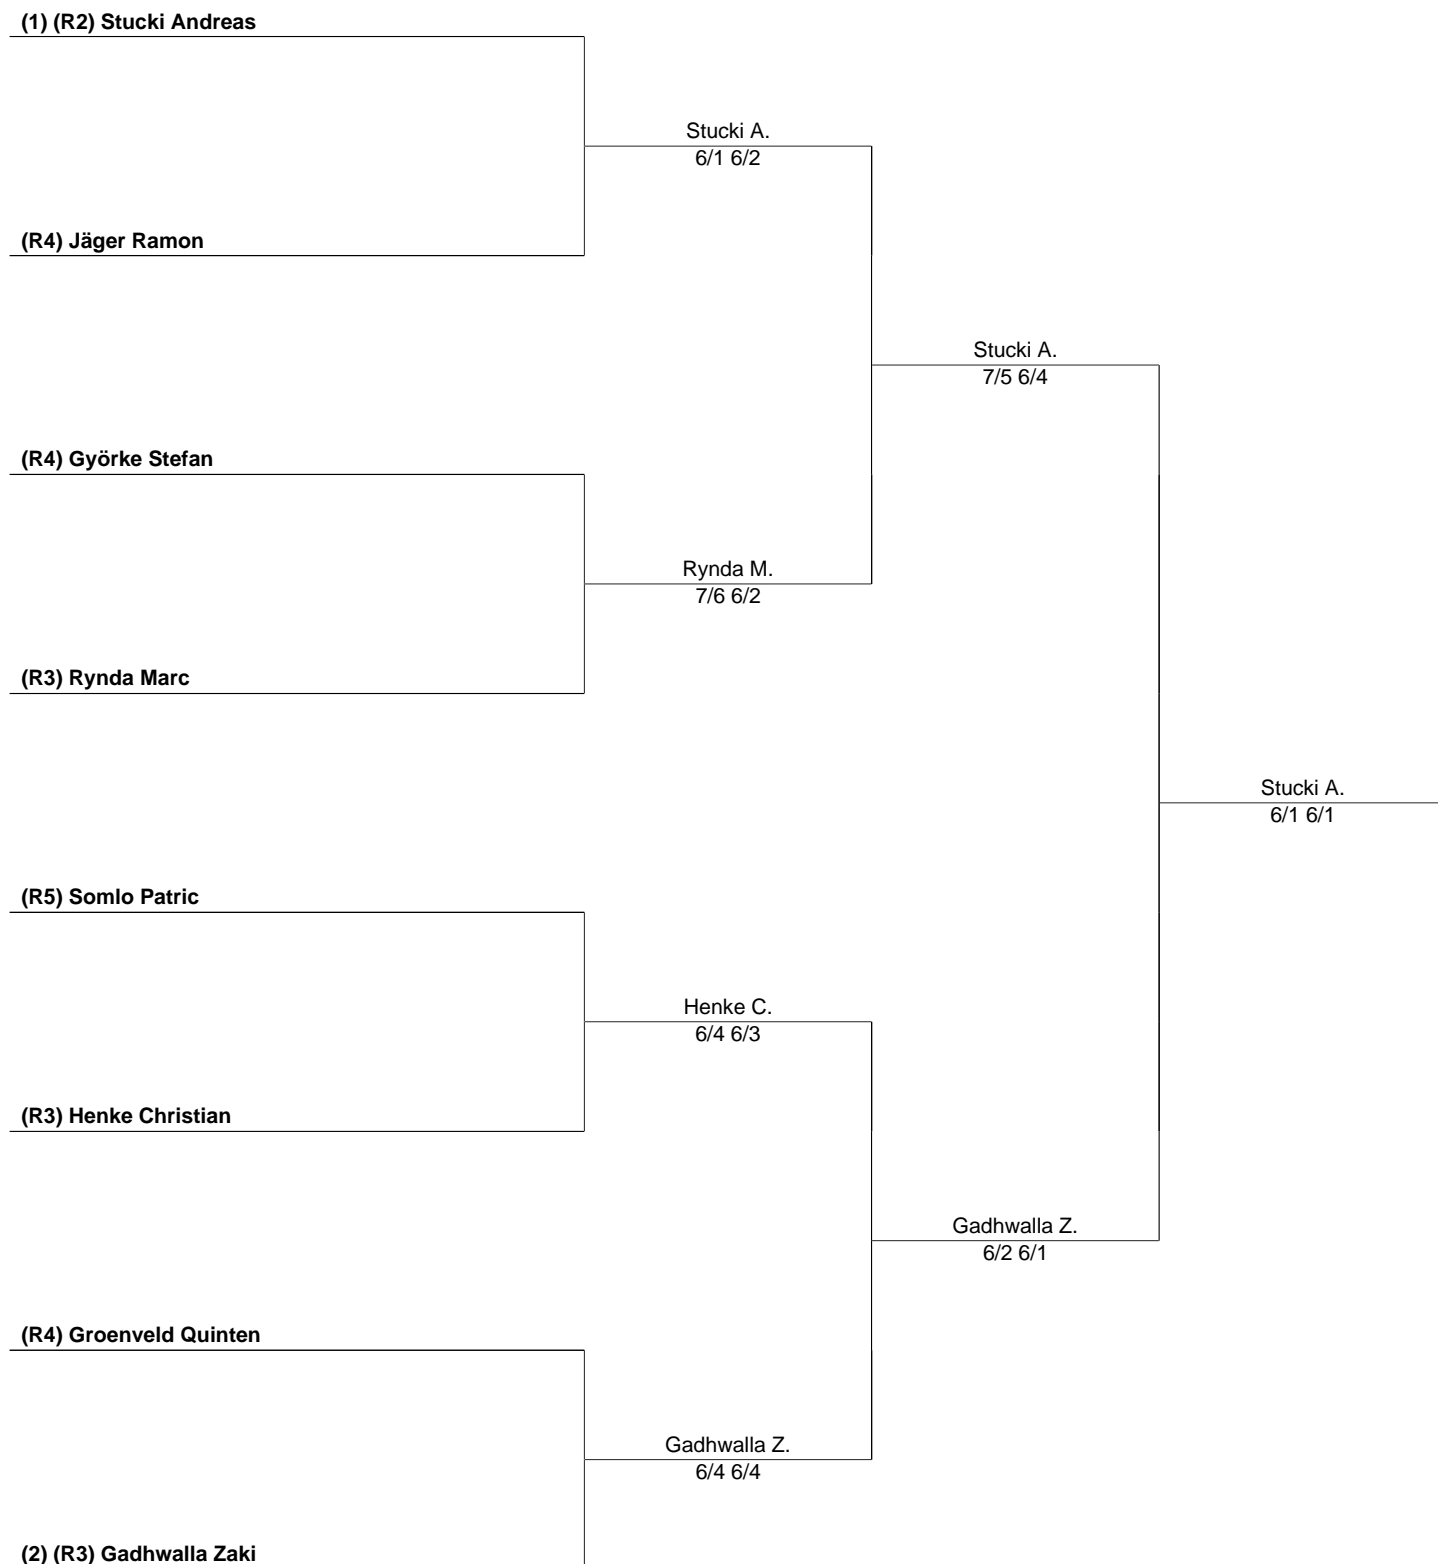 (1) (R2) Stucki Andreas
Stucki A.
6/1 6/2
(R4) Jäger Ramon
Stucki A.
7/5 6/4
(R4) Györke Stefan
Rynda M.
7/6 6/2
(R3) Rynda Marc
Stucki A.
6/1 6/1
(R5) Somlo Patric
Henke C.
6/4 6/3
(R3) Henke Christian
Gadhwalla Z.
6/2 6/1
(R4) Groenveld Quinten
Gadhwalla Z.
6/4 6/4
(2) (R3) Gadhwalla Zaki